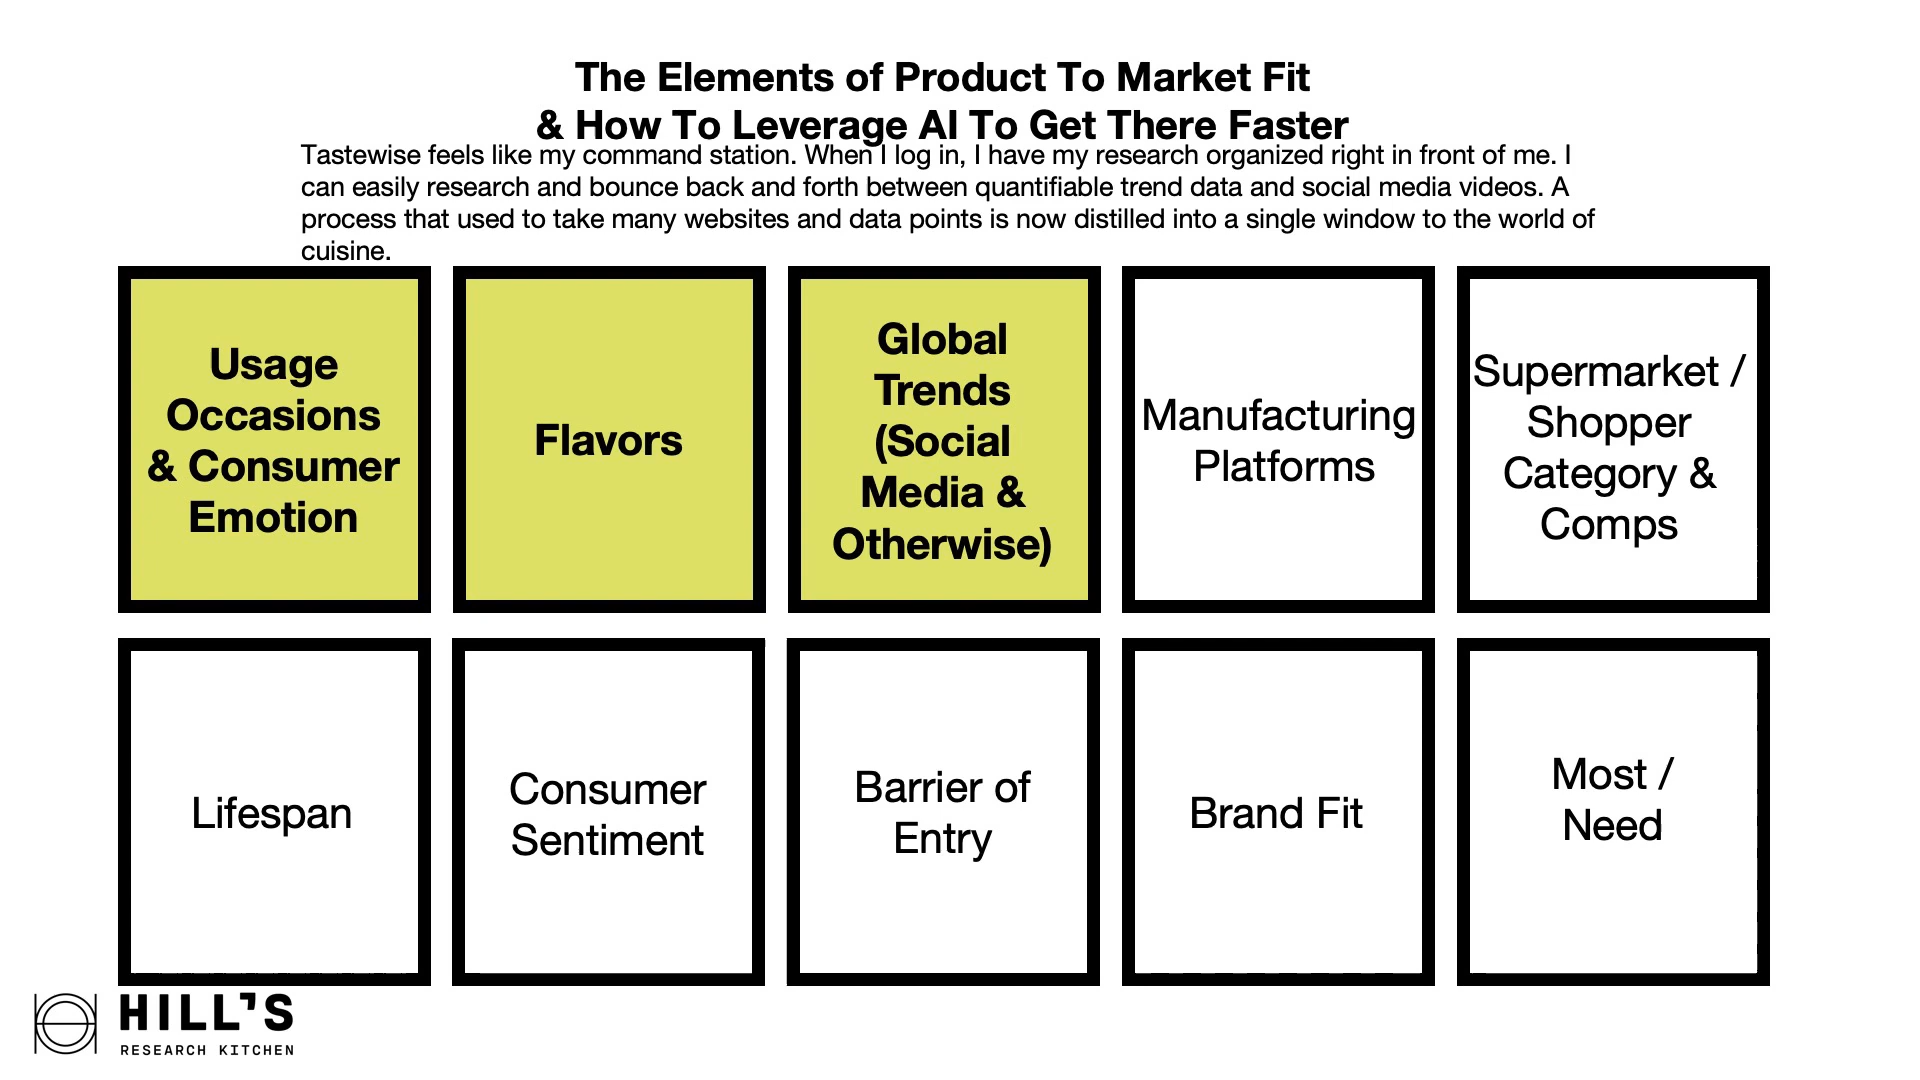 The Elements of Product To Market Fit
& How To Leverage AI To Get There Faster
Tastewise feels like my command station. When I log in, I have my research organized right in front of me. I
can easily research and bounce back and forth between quantifiable trend data and social media videos. A
process that used to take many websites and data points is now distilled into a single window to the world of
cuisine.
Usage
Occasions
& Consumer
Emotion
Flavors
Global
Trends
(Social
Media &
Otherwise)
Manufacturing
Platforms
Supermarket /
Shopper
Category &
Comps
Lifespan
Consumer
Sentiment
Barrier of
Entry
Brand Fit
Most /
Need
HILL'S
RESEARCH KITCHEN